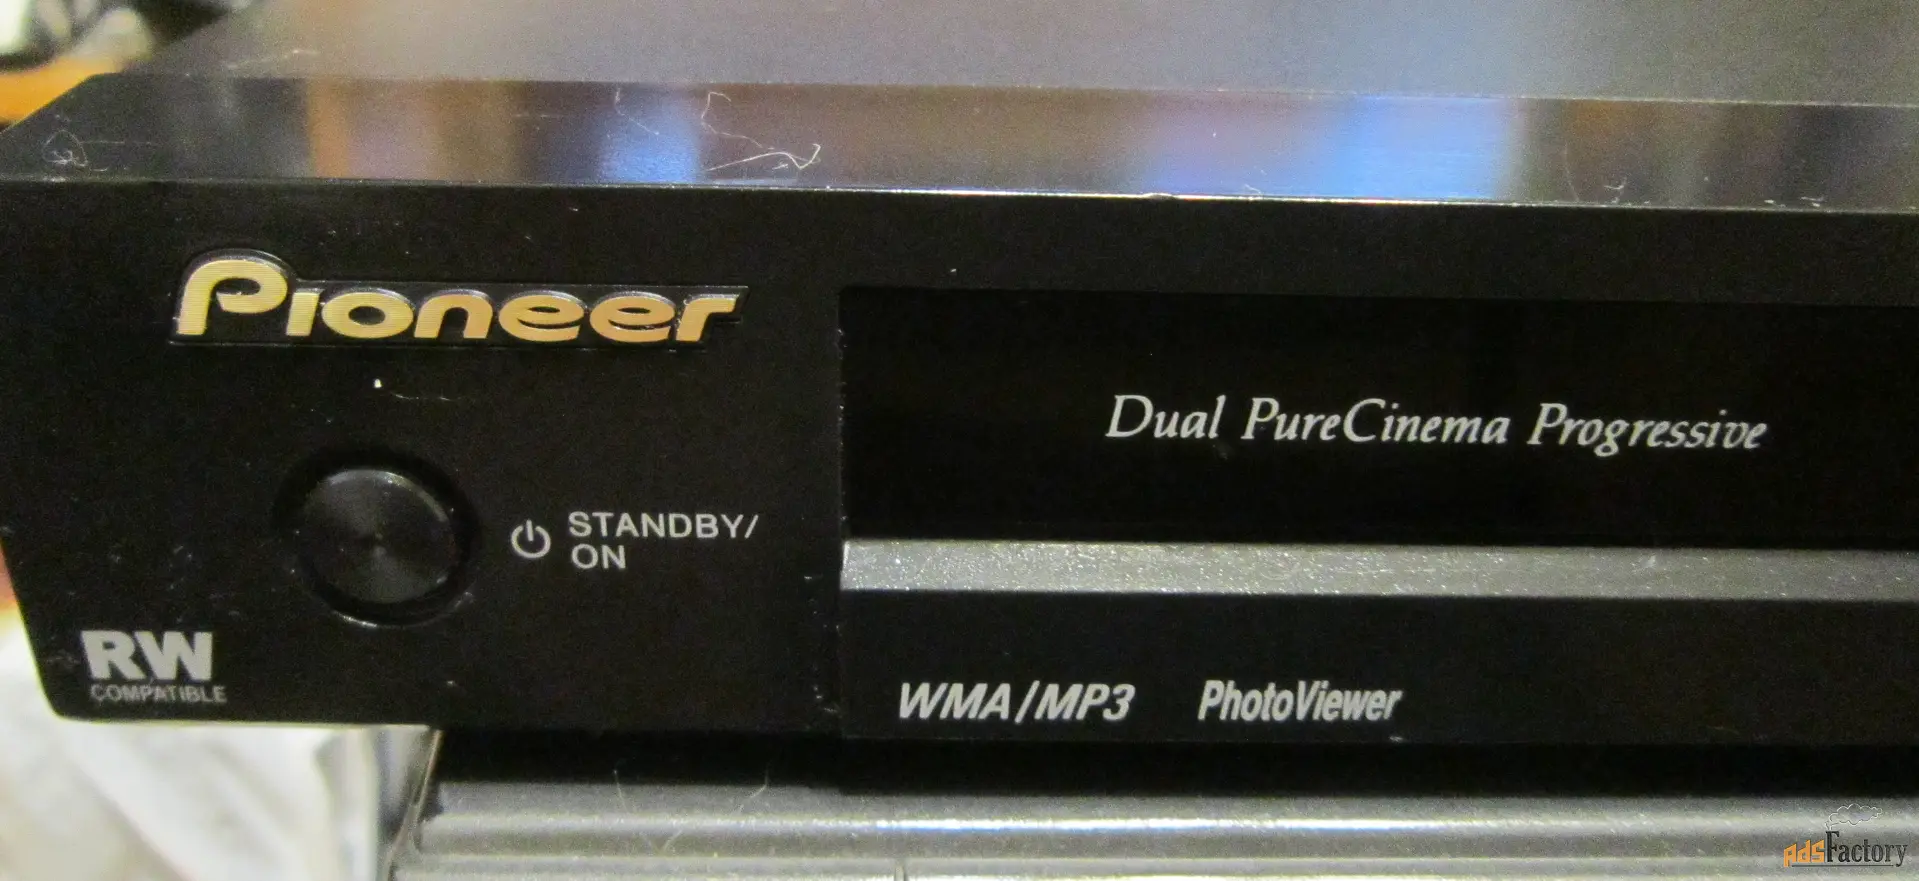 Pioneer
Dual PureCinema Progressive
STANDBY/
ON
RW
COMPATIBLE
WMA/MP3 PhotoViewer
AdsFactory